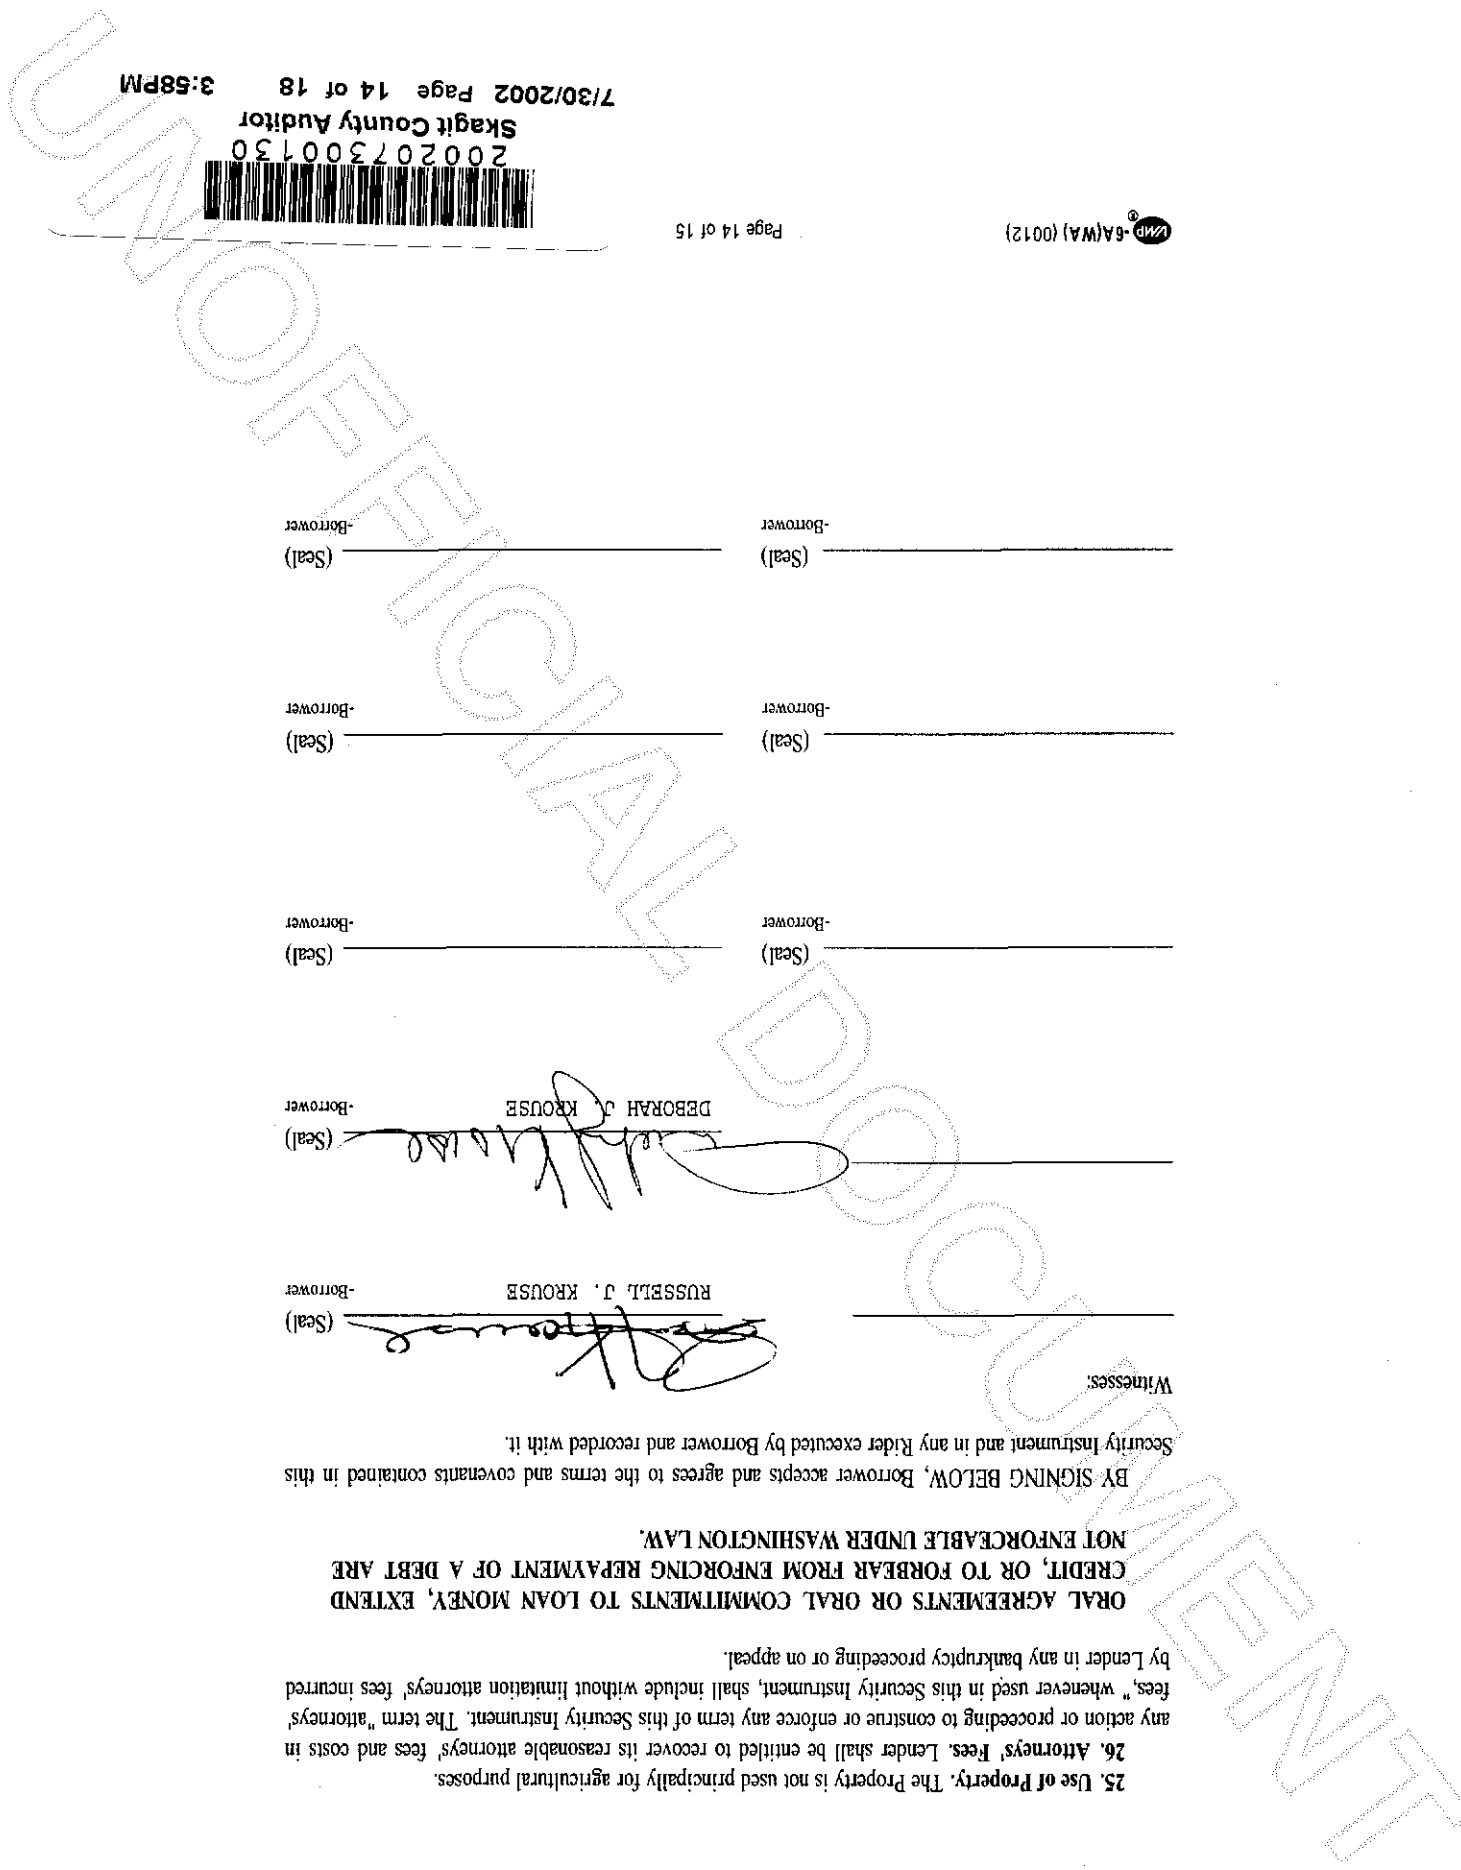 25. Use of Property. The Property is not used principally for agricultural purposes.
26. Attorneys' Fees. Lender shall be entitled to recover its reasonable attorneys' fees and costs in
any action or proceeding to construe or enforce any term of this Security Instrument. The term "attorneys'
fees," whenever used in this Security Instrument, shall include without limitation attorneys' fees incurred
by Lender in any bankruptcy proceeding or on appeal.
ORAL AGREEMENTS OR ORAL COMMITMENTS TO LOAN MONEY, EXTEND
CREDIT, OR TO FORBEAR FROM ENFORCING REPAYMENT OF A DEBT ARE
NOT ENFORCEABLE UNDER WASHINGTON LAW.
BY SIGNING BELOW, Borrower accepts and agrees to the terms and covenants contained in this
Security Instrument and in any Rider executed by Borrower and recorded with it.
Witnesses:
(Seal)
RUSSELL J. KROUSE -Borrower
Deborah J Krouse (Seal)
DEBORAH J. KROUSE -Borrower
(Seal) (Seal)
-Borrower -Borrower
(Seal) (Seal)
-Borrower -Borrower
(Seal) (Seal)
-Borrower -Borrower
VMP®-6A(WA) (0012) Page 14 of 15
200207300130
Skagit County Auditor
7/30/2002 Page 14 of 18 3:58PM
UNOFFICIAL DOCUMENT